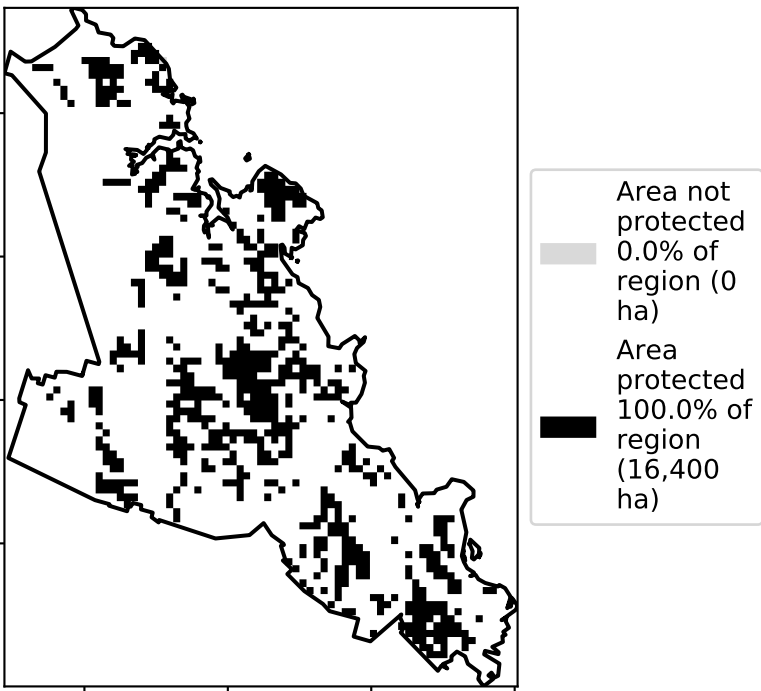 Area not
protected
0.0% of
region (0
ha)
Area
protected
100.0% of
region
(16,400
ha)